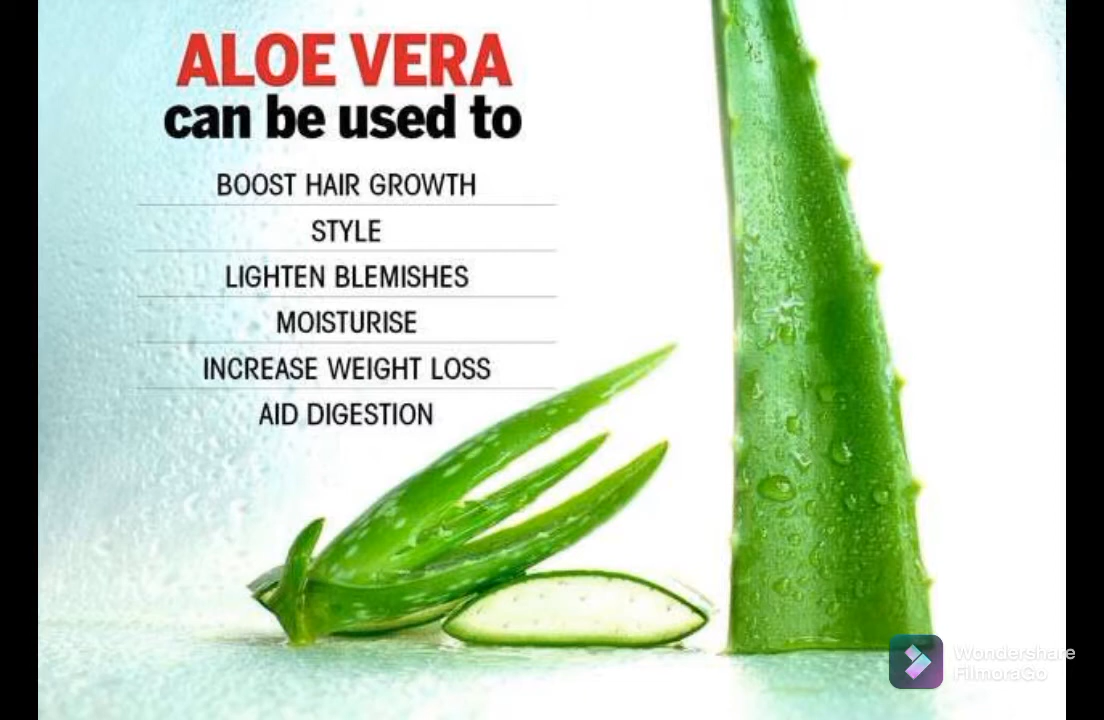 ALOE VERA
can be used to
BOOST HAIR GROWTH
STYLE
LIGHTEN BLEMISHES
MOISTURISE
INCREASE WEIGHT LOSS
AID DIGESTION
Wondershare
FilmoraGo